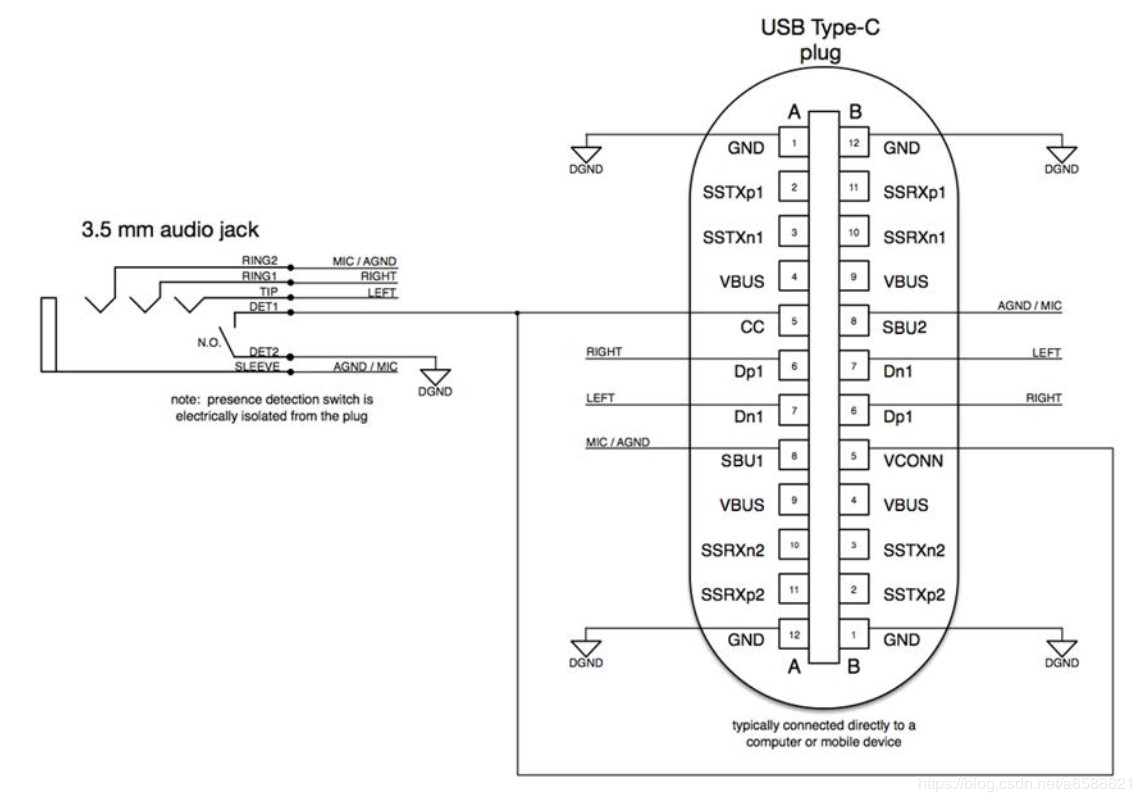 USB Type-C
plug
A B
GND 1 12 GND
DGND DGND
SSTXp1 2 11 SSRXp1
SSTXn1 3 10 SSRXn1
VBUS 4 9 VBUS
CC 5 8 SBU2 AGND / MIC
RIGHT Dp1 6 7 Dn1 LEFT
LEFT Dn1 7 6 Dp1 RIGHT
MIC / AGND SBU1 8 5 VCONN
VBUS 9 4 VBUS
SSRXn2 10 3 SSTXn2
SSRXp2 11 2 SSTXp2
GND 12 1 GND
DGND DGND
A B
typically connected directly to a
computer or mobile device
3.5 mm audio jack
RING2 MIC / AGND
RING1 RIGHT
TIP LEFT
DET1
N.O.
DET2
SLEEVE AGND / MIC
DGND
note: presence detection switch is
electrically isolated from the plug
https://blog.csdn.net/a6588621